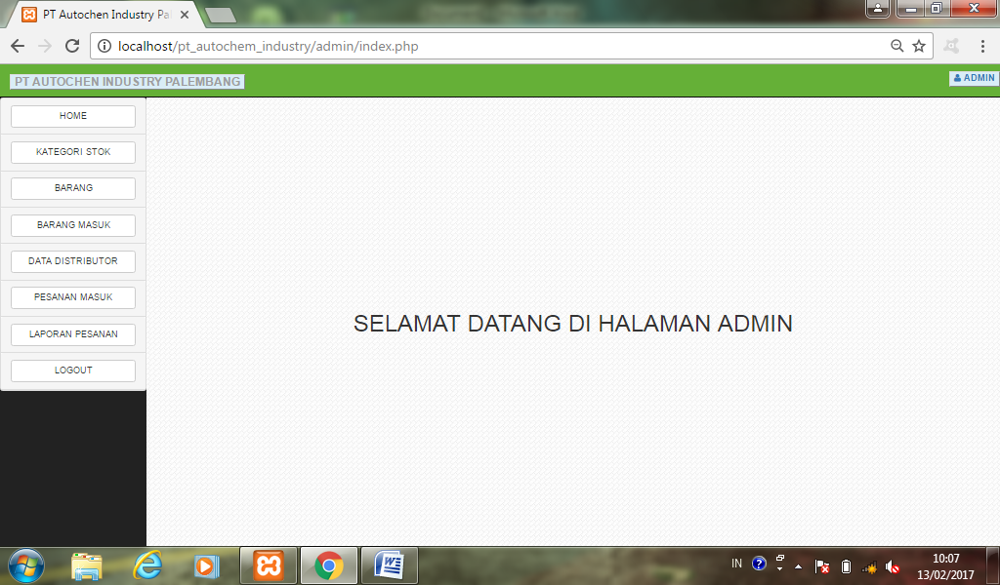 PT Autochen Industry Pa
localhost/pt_autochem_industry/admin/index.php
PT AUTOCHEN INDUSTRY PALEMBANG
ADMIN
HOME
KATEGORI STOK
BARANG
BARANG MASUK
DATA DISTRIBUTOR
PESANAN MASUK
LAPORAN PESANAN
LOGOUT
SELAMAT DATANG DI HALAMAN ADMIN
IN
10:07
13/02/2017